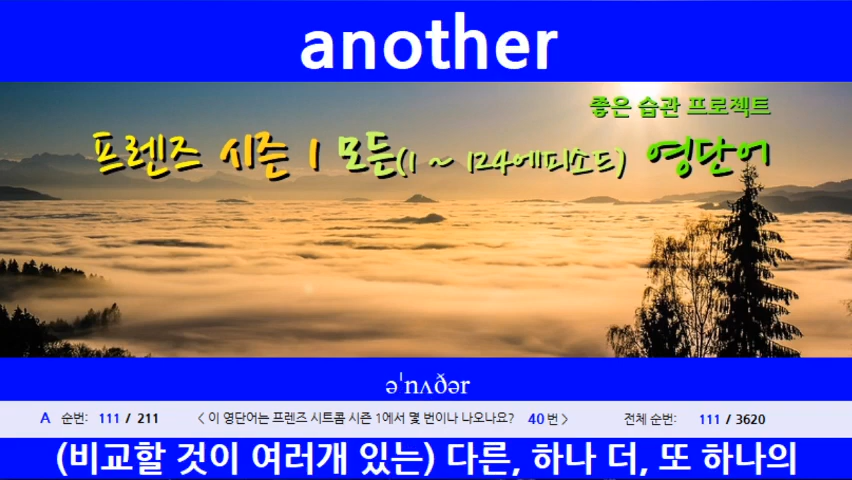 another
좋은 습관 프로젝트
프렌즈 시즌 1 모든(1 ~ 124에피소드) 영단어
əˈnʌðər
A 순번: 111 / 211 < 이 영단어는 프렌즈 시트콤 시즌 1에서 몇 번이나 나오나요? 40 번 > 전체 순번: 111 / 3620
(비교할 것이 여러개 있는) 다른, 하나 더, 또 하나의